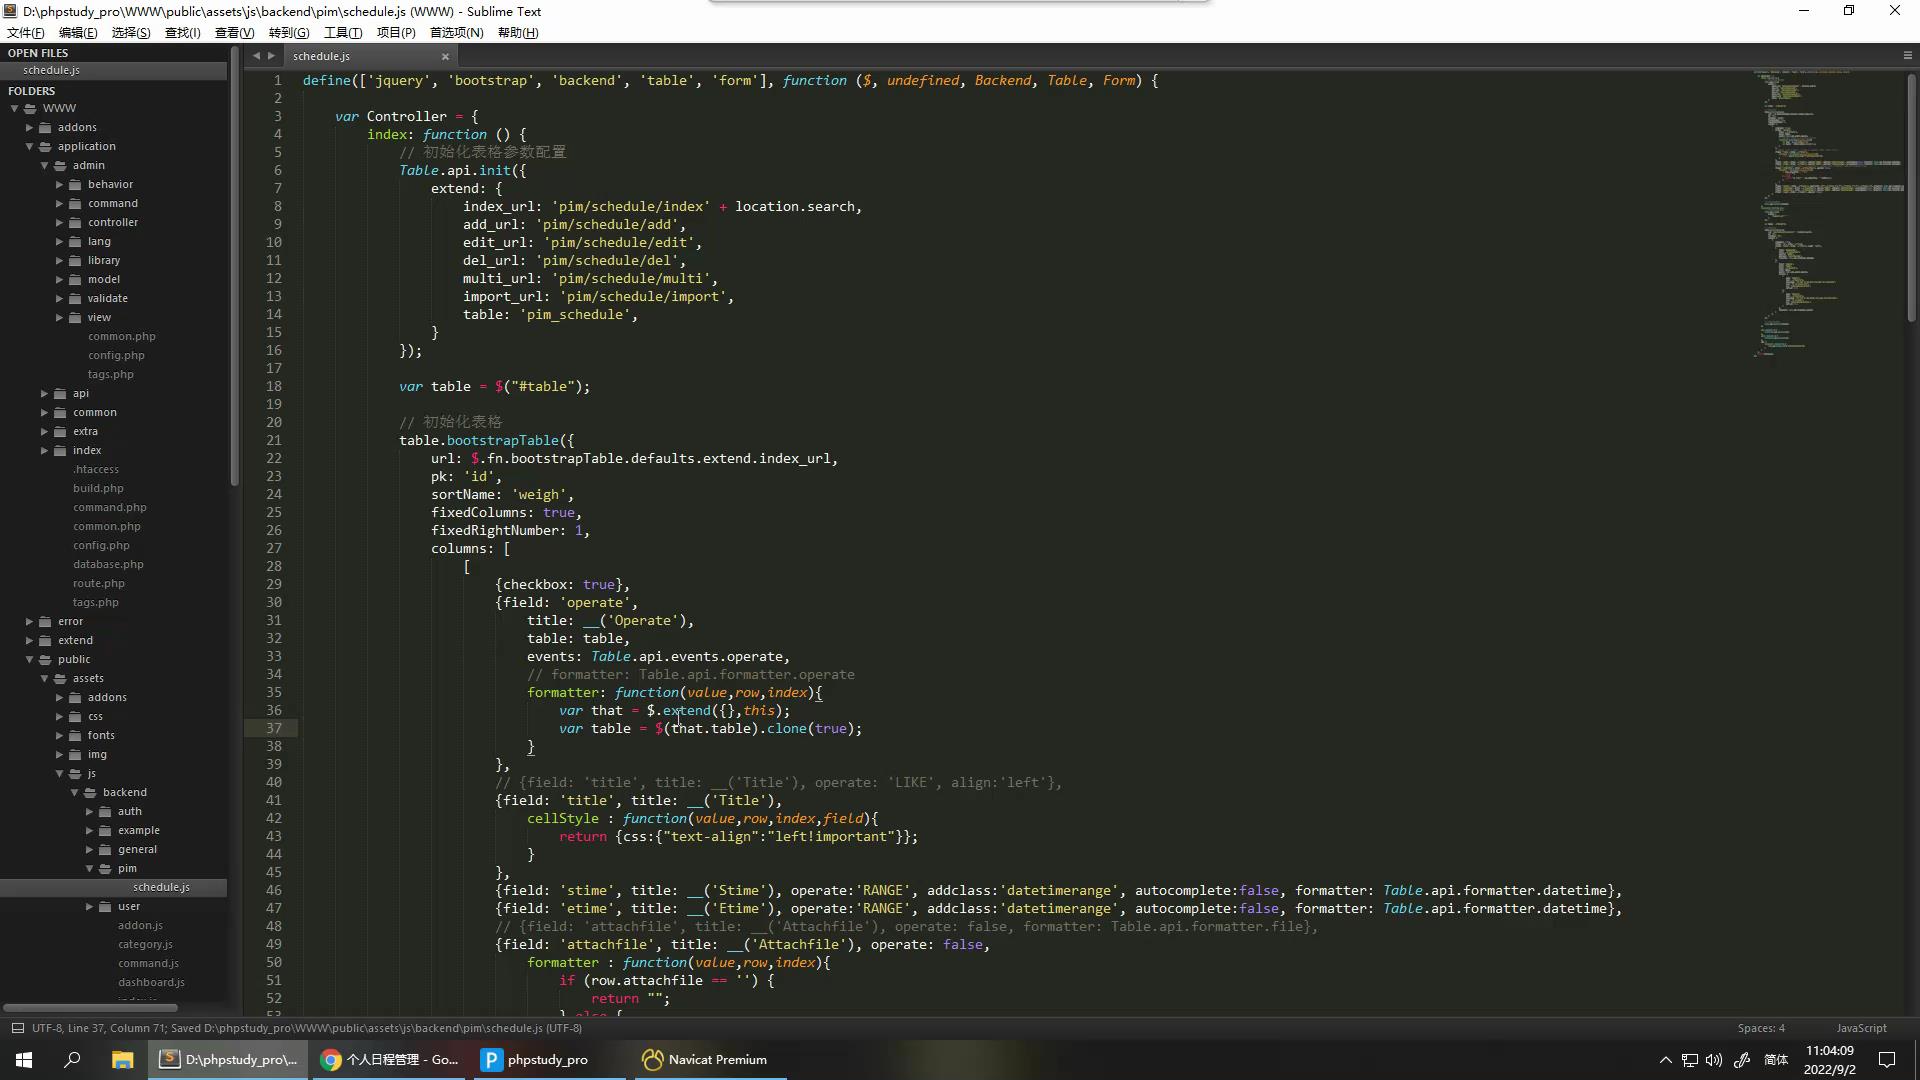 D:\phpstudy_pro\WWW\public\assets\js\backend\pim\schedule.js (WWW) - Sublime Text
文件(F) 编辑(E) 选择(S) 查找(I) 查看(V) 转到(G) 工具(T) 项目(P) 首选项(N) 帮助(H)
OPEN FILES
schedule.js
FOLDERS
WWW
addons
application
admin
behavior
command
controller
lang
library
model
validate
view
common.php
config.php
tags.php
api
common
extra
index
.htaccess
build.php
command.php
common.php
config.php
database.php
route.php
tags.php
error
extend
public
assets
addons
css
fonts
img
js
backend
auth
example
general
pim
schedule.js
user
addon.js
category.js
command.js
dashboard.js
schedule.js
1 define(['jquery', 'bootstrap', 'backend', 'table', 'form'], function ($, undefined, Backend, Table, Form) {
2
3 var Controller = {
4 index: function () {
5 // 初始化表格参数配置
6 Table.api.init({
7 extend: {
8 index_url: 'pim/schedule/index' + location.search,
9 add_url: 'pim/schedule/add',
10 edit_url: 'pim/schedule/edit',
11 del_url: 'pim/schedule/del',
12 multi_url: 'pim/schedule/multi',
13 import_url: 'pim/schedule/import',
14 table: 'pim_schedule',
15 }
16 });
17
18 var table = $("#table");
19
20 // 初始化表格
21 table.bootstrapTable({
22 url: $.fn.bootstrapTable.defaults.extend.index_url,
23 pk: 'id',
24 sortName: 'weigh',
25 fixedColumns: true,
26 fixedRightNumber: 1,
27 columns: [
28 [
29 {checkbox: true},
30 {field: 'operate',
31 title: __('Operate'),
32 table: table,
33 events: Table.api.events.operate,
34 // formatter: Table.api.formatter.operate
35 formatter: function(value,row,index){
36 var that = $.extend({},this);
37 var table = $(that.table).clone(true);
38 }
39 },
40 // {field: 'title', title: __('Title'), operate: 'LIKE', align:'left'},
41 {field: 'title', title: __('Title'),
42 cellStyle : function(value,row,index,field){
43 return {css:{"text-align":"left!important"}};
44 }
45 },
46 {field: 'stime', title: __('Stime'), operate:'RANGE', addclass:'datetimerange', autocomplete:false, formatter: Table.api.formatter.datetime},
47 {field: 'etime', title: __('Etime'), operate:'RANGE', addclass:'datetimerange', autocomplete:false, formatter: Table.api.formatter.datetime},
48 // {field: 'attachfile', title: __('Attachfile'), operate: false, formatter: Table.api.formatter.file},
49 {field: 'attachfile', title: __('Attachfile'), operate: false,
50 formatter : function(value,row,index){
51 if (row.attachfile == '') {
52 return "";
53 } else {
UTF-8, Line 37, Column 71; Saved D:\phpstudy_pro\WWW\public\assets\js\backend\pim\schedule.js (UTF-8)
Spaces: 4 JavaScript
D:\phpstudy_pro\... 个人日程管理 - Go... phpstudy_pro Navicat Premium
简体
11:04:09
2022/9/2